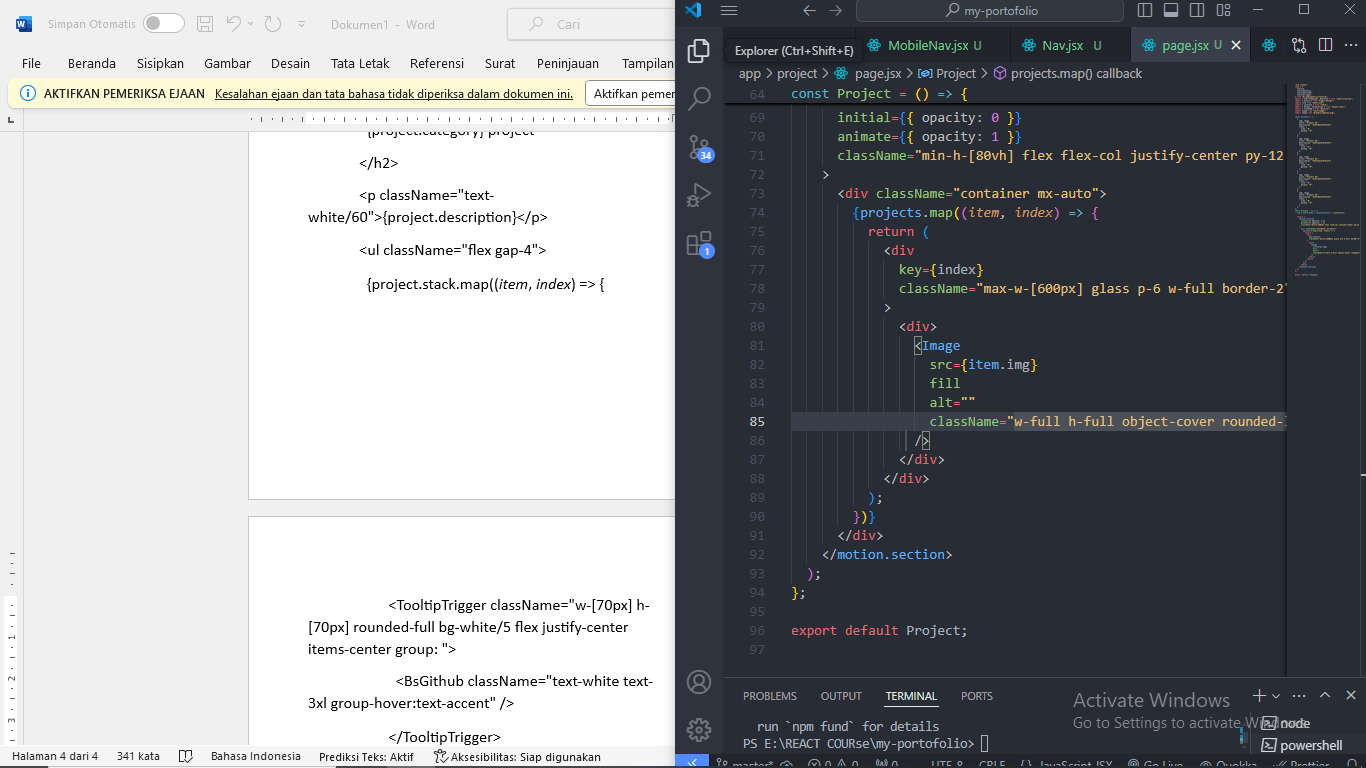 Simpan Otomatis
Dokumen1 - Word
Cari
File Beranda Sisipkan Gambar Desain Tata Letak Referensi Surat Peninjauan Tampilan
AKTIFKAN PEMERIKSA EJAAN Kesalahan ejaan dan tata bahasa tidak diperiksa dalam dokumen ini. Aktifkan pemer
{project.category} project
</h2>
<p className="text-
white/60">{project.description}</p>
<ul className="flex gap-4">
{project.stack.map((item, index) => {
<TooltipTrigger className="w-[70px] h-
[70px] rounded-full bg-white/5 flex justify-center
items-center group: ">
<BsGithub className="text-white text-
3xl group-hover:text-accent" />
</TooltipTrigger>
1
2
3
Halaman 4 dari 4 341 kata Bahasa Indonesia Prediksi Teks: Aktif Aksesibilitas: Siap digunakan
my-portofolio
Explorer (Ctrl+Shift+E)
MobileNav.jsx U Nav.jsx U page.jsx U
app > project > page.jsx > Project > projects.map() callback
34
1
64 const Project = () => {
69 initial={{ opacity: 0 }}
70 animate={{ opacity: 1 }}
71 className="min-h-[80vh] flex flex-col justify-center py-12
72 >
73 <div className="container mx-auto">
74 {projects.map((item, index) => {
75 return (
76 <div
77 key={index}
78 className="max-w-[600px] glass p-6 w-full border-2
79 >
80 <div>
81 <Image
82 src={item.img}
83 fill
84 alt=""
85 className="w-full h-full object-cover rounded-
86 />
87 </div>
88 </div>
89 );
90 })}
91 </div>
92 </motion.section>
93 );
94 };
95
96 export default Project;
97
PROBLEMS OUTPUT TERMINAL PORTS
run `npm fund` for details
PS E:\REACT COURse\my-portofolio>
node
powershell
Activate Windows
Go to Settings to activate Windows.
master* 0 0 0 UTF-8 CRLF {} JavaScript JSX Go Live Quokka Prettier